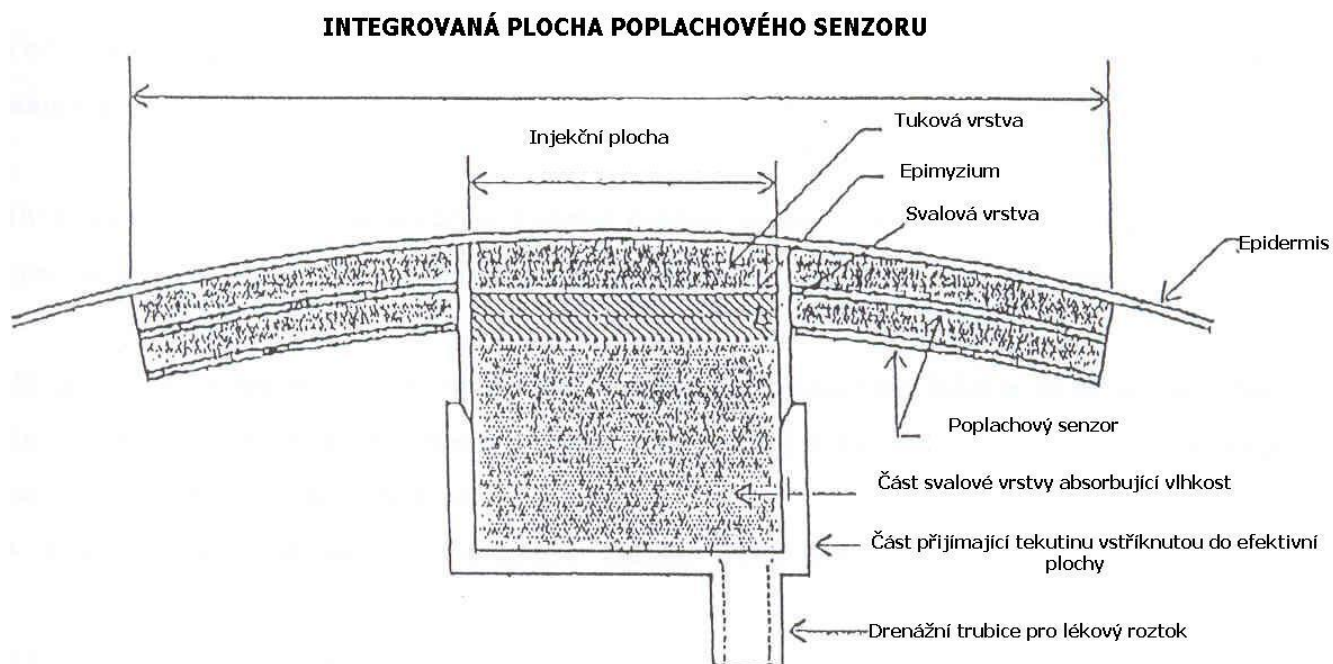 INTEGROVANÁ PLOCHA POPLACHOVÉHO SENZORU
Injekční plocha
Tuková vrstva
Epimyzium
Svalová vrstva
Epidermis
Poplachový senzor
Část svalové vrstvy absorbující vlhkost
Část přijímající tekutinu vstříknutou do efektivní
plochy
Drenážní trubice pro lékový roztok